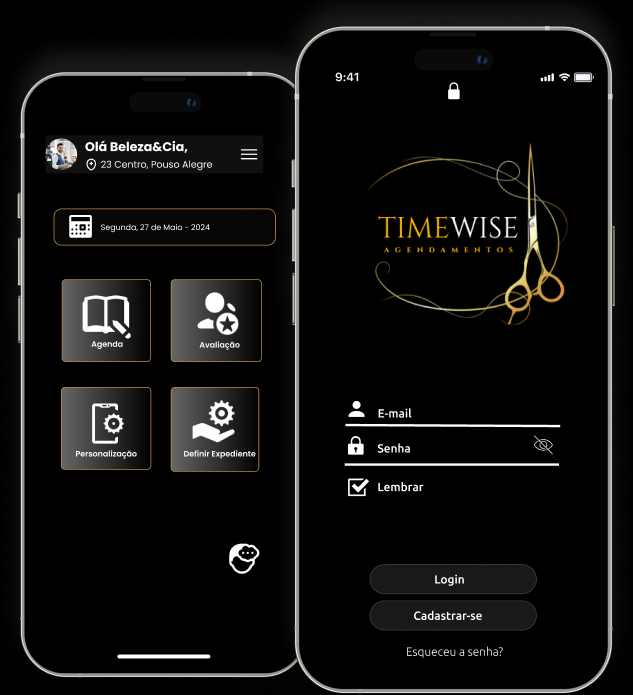 Olá Beleza&Cia,
23 Centro, Pouso Alegre
Segunda, 27 de Maio - 2024
Agenda
Avaliação
Personalização
Definir Expediente
9:41
TIMEWISE
AGENDAMENTOS
E-mail
Senha
Lembrar
Login
Cadastrar-se
Esqueceu a senha?